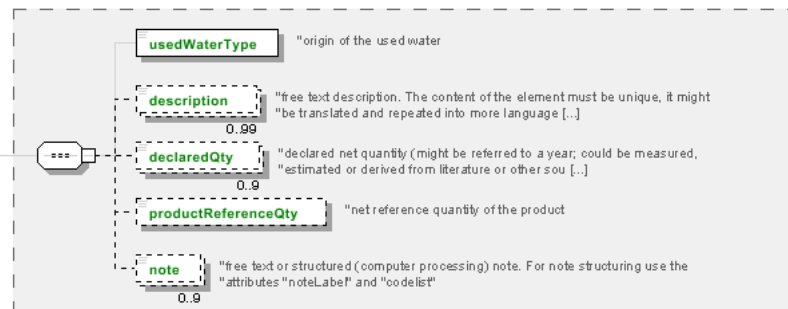 usedWaterType
"origin of the used water
description
"free text description. The content of the element must be unique, it might
"be translated and repeated into more language [...]
0..99
declaredQty
"declared net quantity (might be referred to a year; could be measured,
"estimated or derived from literature or other sou [...]
0..9
productReferenceQty
"net reference quantity of the product
note
"free text or structured (computer processing) note. For note structuring use the
"attributes "noteLabel" and "codelist"
0..9